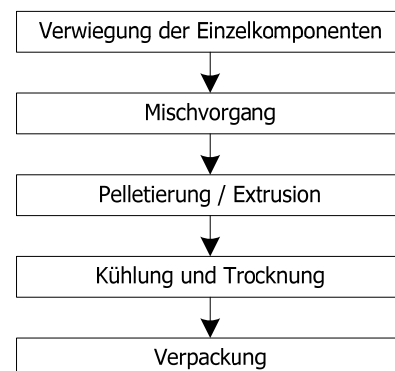 Verwiegung der Einzelkomponenten
Mischvorgang
Pelletierung / Extrusion
Kühlung und Trocknung
Verpackung